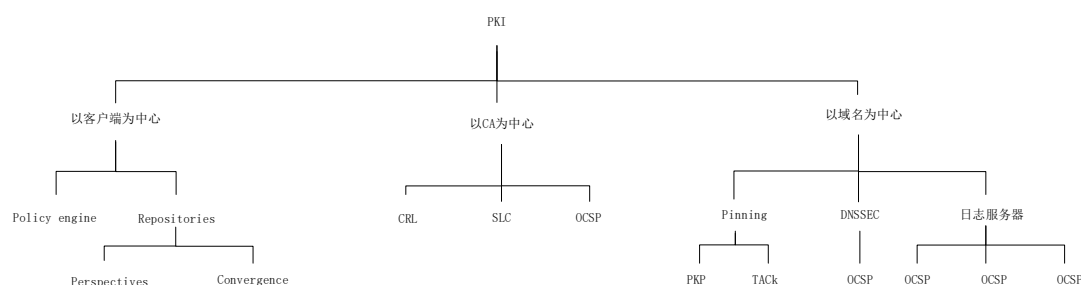 PKI
以客户端为中心
以CA为中心
以域名为中心
Policy engine
Repositories
CRL
SLC
OCSP
Pinning
DNSSEC
日志服务器
Perspectives
Convergence
PKP
TACk
OCSP
OCSP
OCSP
OCSP